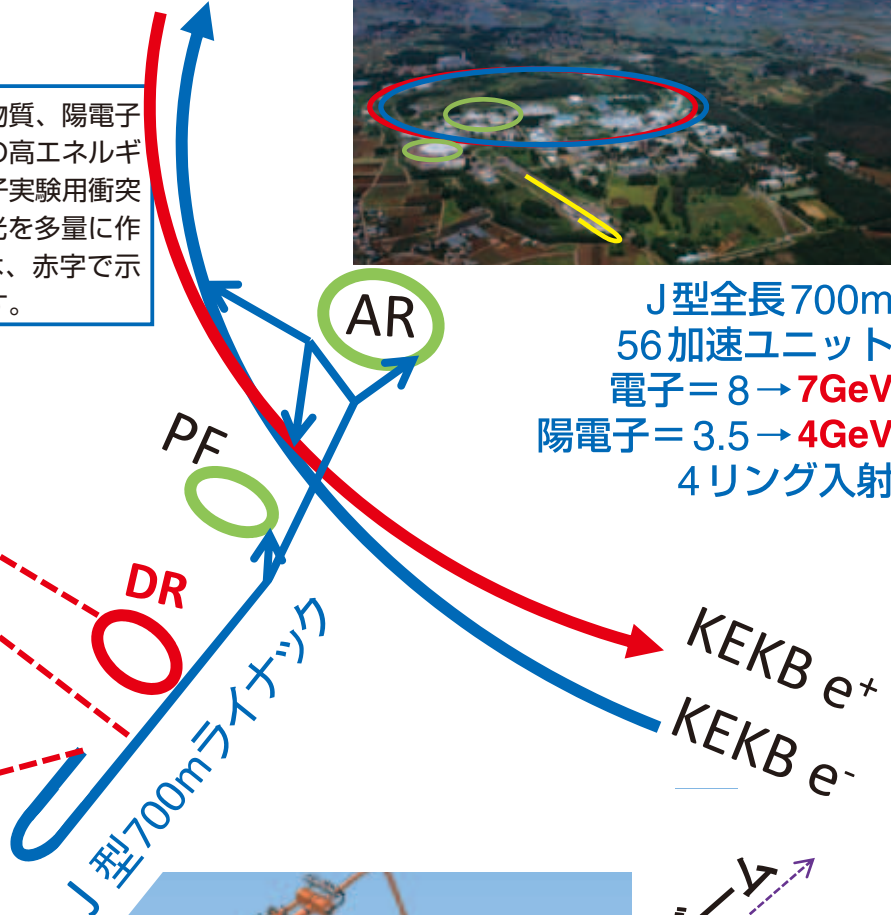 物質、陽電子
の高エネルギ
子実験用衝突
光を多量に作
は、赤字で示
す。
AR
PF
DR
J型全長700m
56加速ユニット
電子＝8→7GeV
陽電子＝3.5→4GeV
4リング入射
KEKB e⁺
KEKB e⁻
J型700mライナック